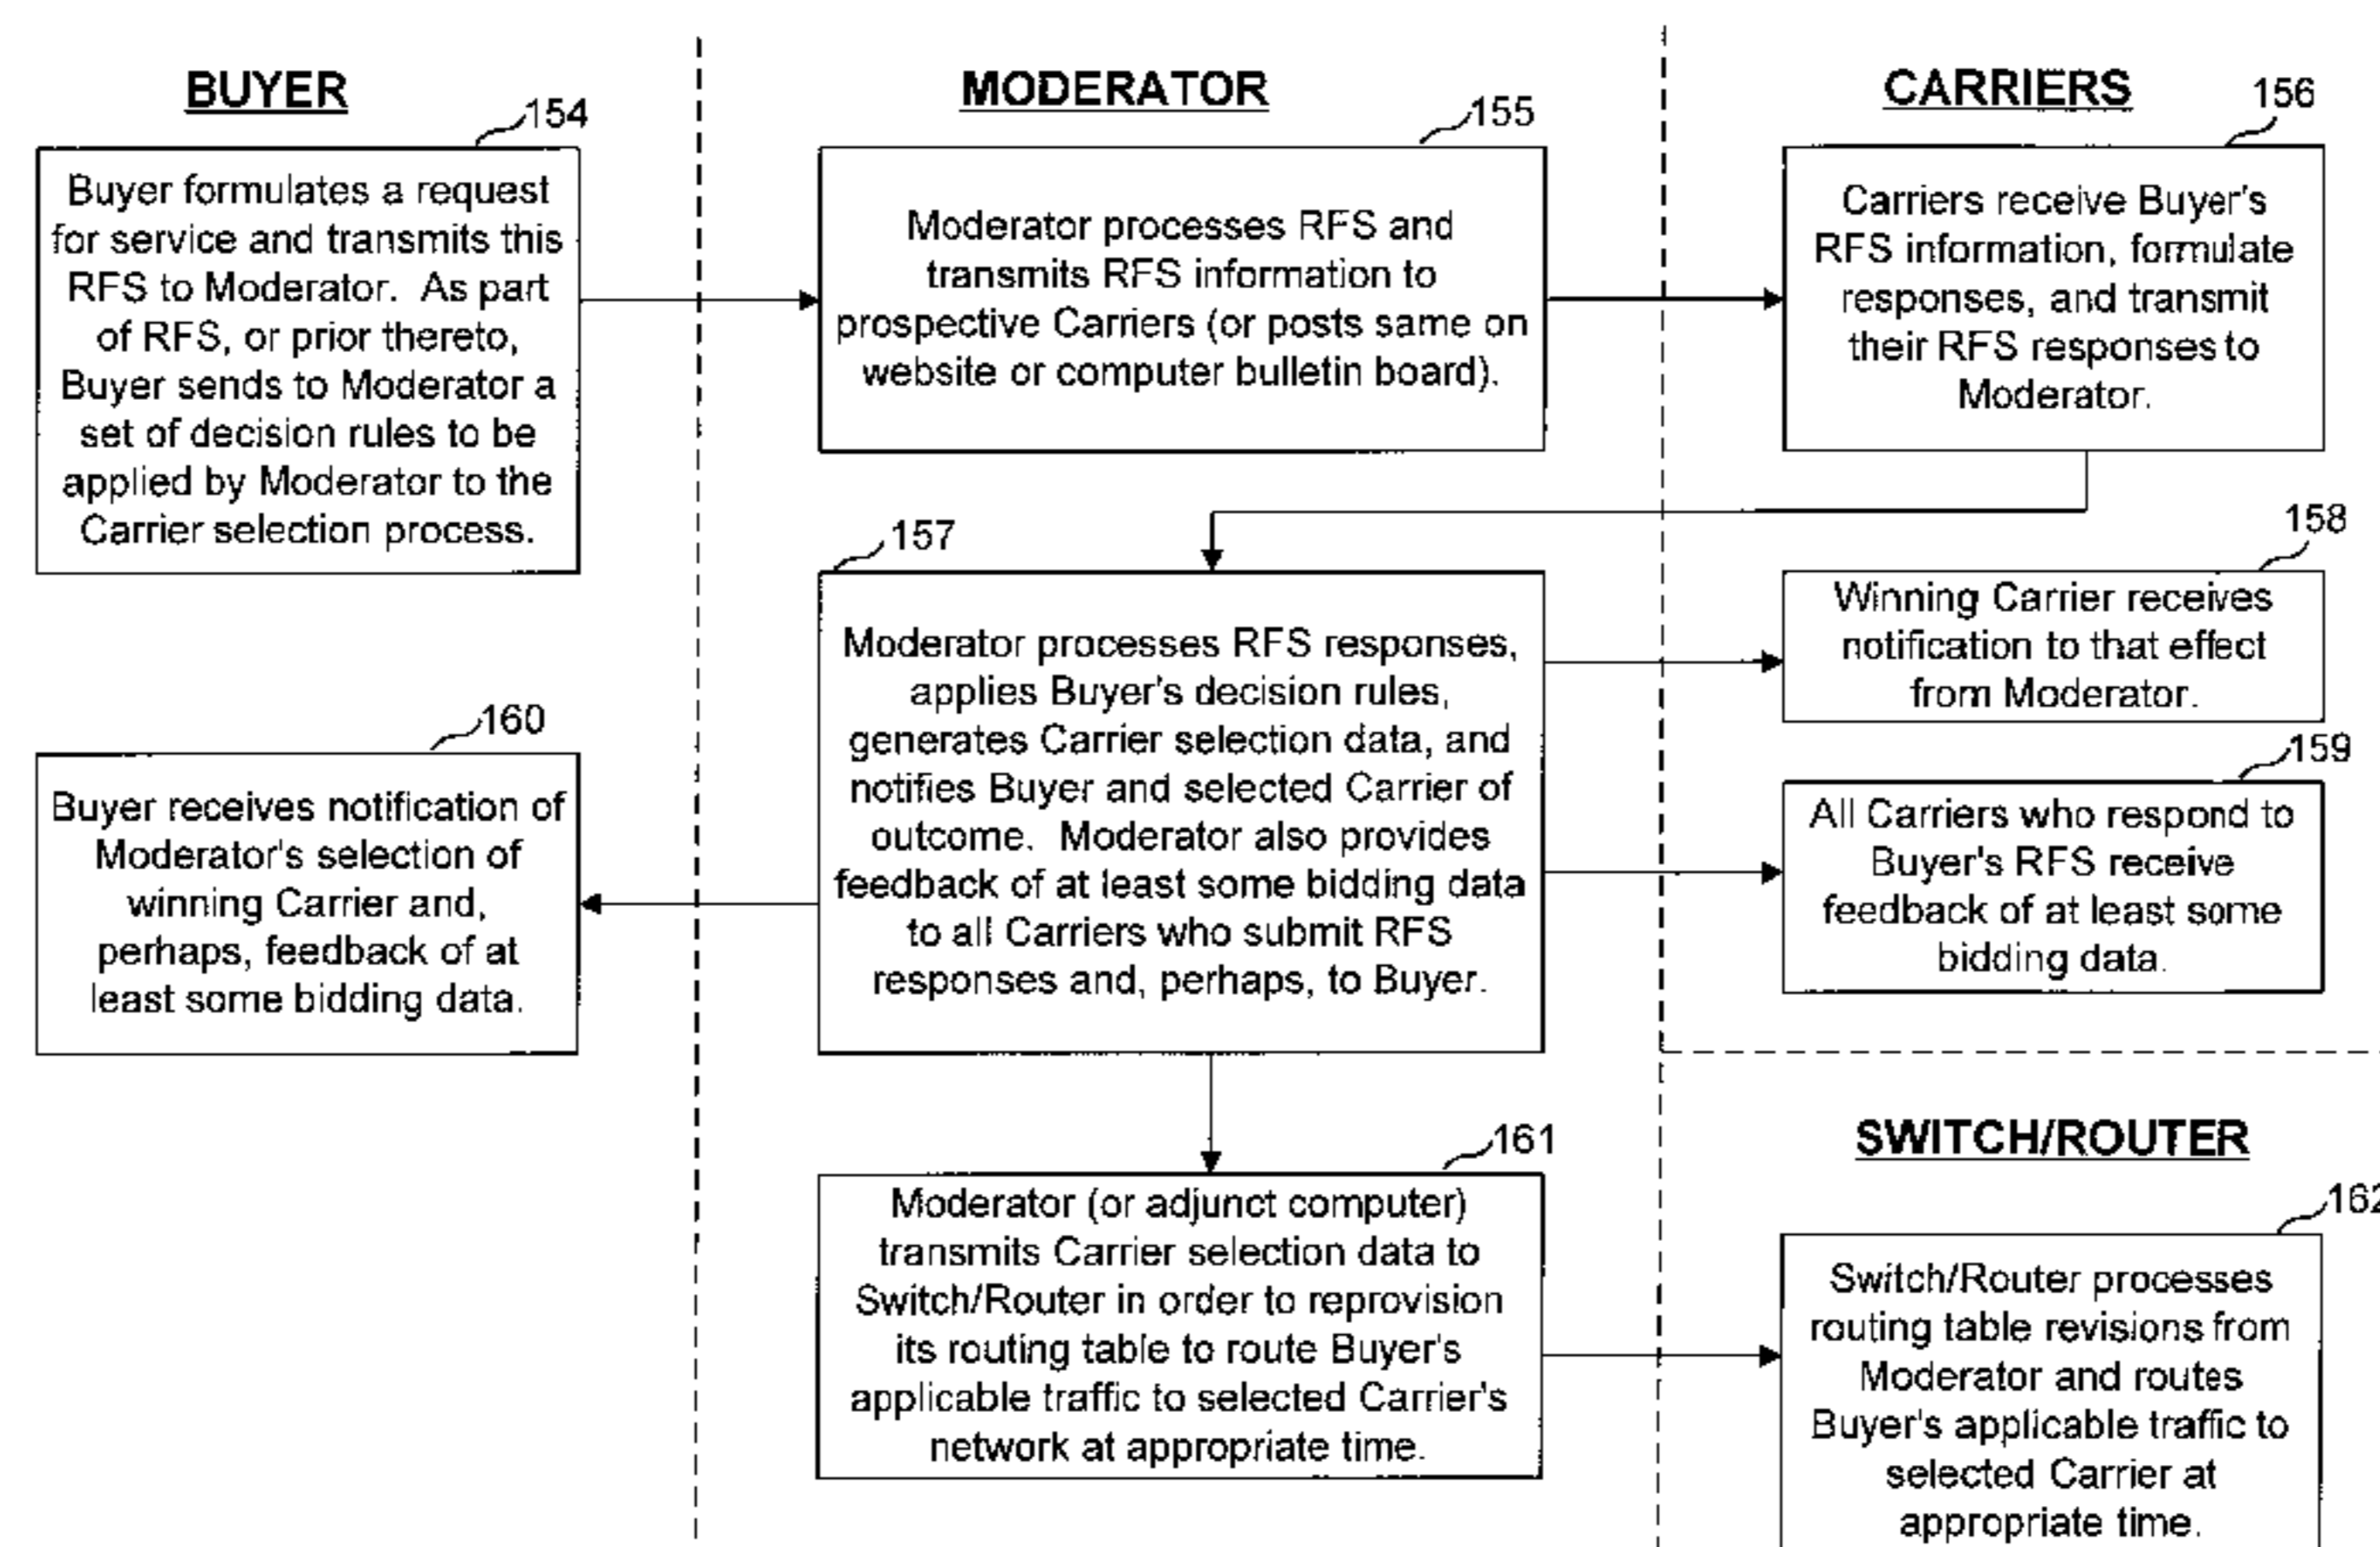 BUYER
154
Buyer formulates a request
for service and transmits this
RFS to Moderator. As part
of RFS, or prior thereto,
Buyer sends to Moderator a
set of decision rules to be
applied by Moderator to the
Carrier selection process.
MODERATOR
155
Moderator processes RFS and
transmits RFS information to
prospective Carriers (or posts same on
website or computer bulletin board).
CARRIERS
156
Carriers receive Buyer's
RFS information, formulate
responses, and transmit
their RFS responses to
Moderator.
157
Moderator processes RFS responses,
applies Buyer's decision rules,
generates Carrier selection data, and
notifies Buyer and selected Carrier of
outcome. Moderator also provides
feedback of at least some bidding data
to all Carriers who submit RFS
responses and, perhaps, to Buyer.
158
Winning Carrier receives
notification to that effect
from Moderator.
159
All Carriers who respond to
Buyer's RFS receive
feedback of at least some
bidding data.
160
Buyer receives notification of
Moderator's selection of
winning Carrier and,
perhaps, feedback of at
least some bidding data.
161
Moderator (or adjunct computer)
transmits Carrier selection data to
Switch/Router in order to reprovision
its routing table to route Buyer's
applicable traffic to selected Carrier's
network at appropriate time.
SWITCH/ROUTER
162
Switch/Router processes
routing table revisions from
Moderator and routes
Buyer's applicable traffic to
selected Carrier at
appropriate time.